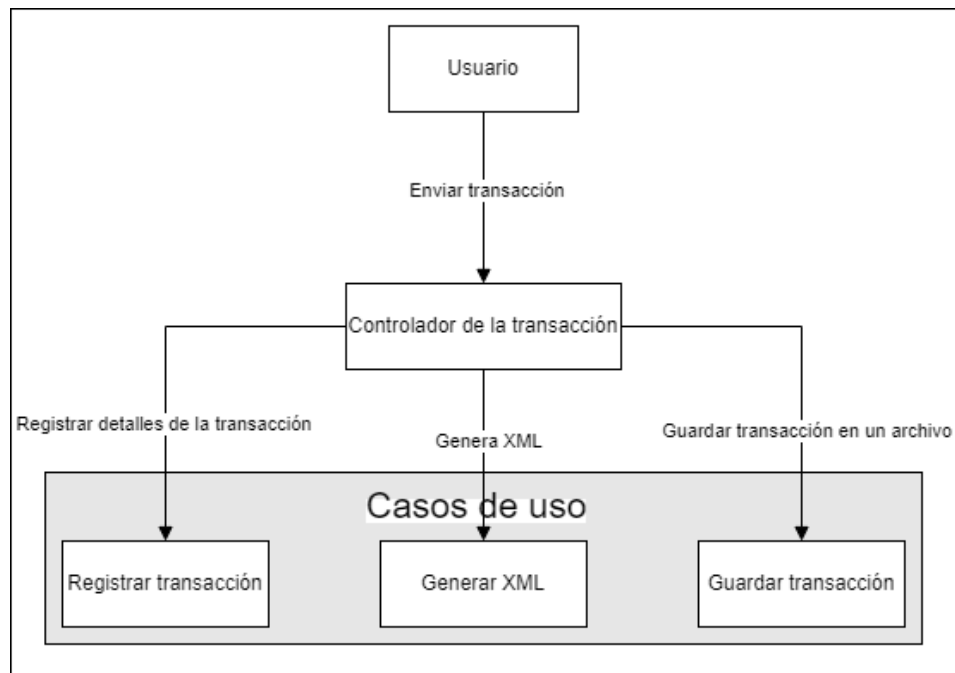 Usuario
Enviar transacción
Controlador de la transacción
Registrar detalles de la transacción
Genera XML
Guardar transacción en un archivo
Casos de uso
Registrar transacción
Generar XML
Guardar transacción